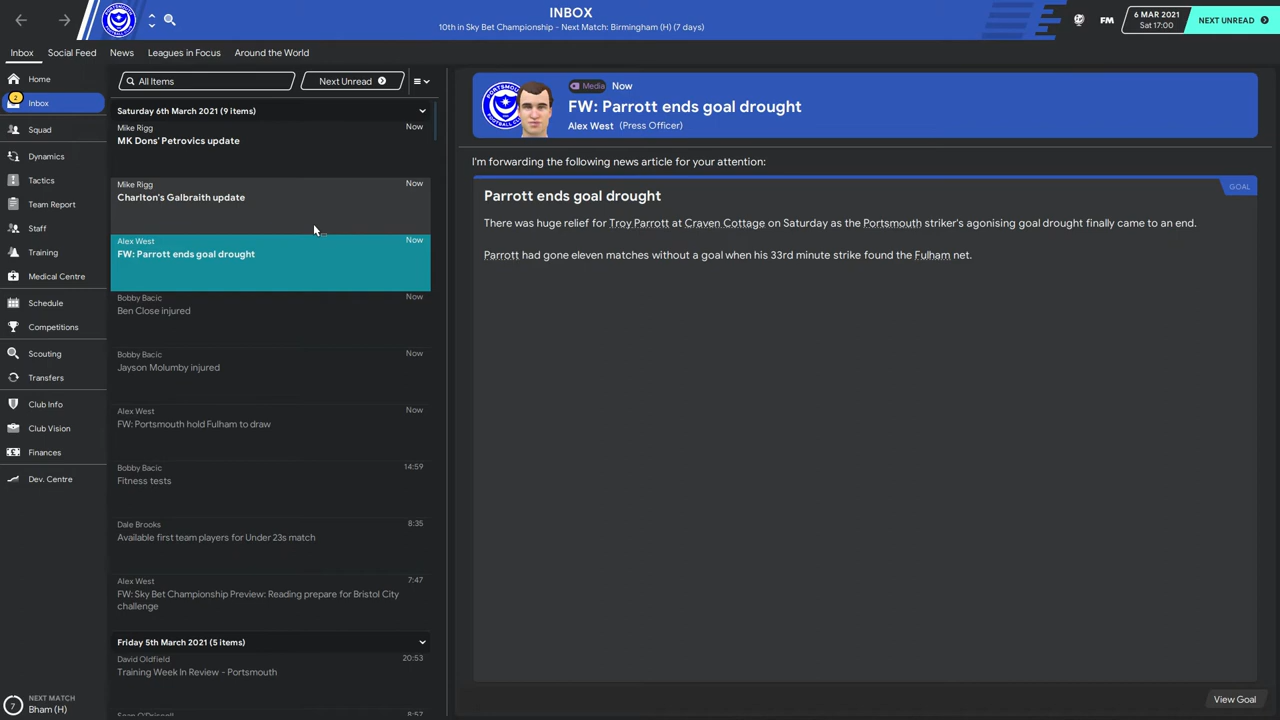 INBOX
10th in Sky Bet Championship - Next Match: Birmingham (H) (7 days)
FM
6 MAR 2021
Sat 17:00
NEXT UNREAD
Inbox
Social Feed
News
Leagues in Focus
Around the World
Home
2
Inbox
Squad
Dynamics
Tactics
Team Report
Staff
Training
Medical Centre
Schedule
Competitions
Scouting
Transfers
Club Info
Club Vision
Finances
Dev. Centre
7
NEXT MATCH
Bham (H)
All Items
Next Unread
Saturday 6th March 2021 (9 items)
Mike Rigg
Now
MK Dons' Petrovics update
Mike Rigg
Now
Charlton's Galbraith update
Alex West
Now
FW: Parrott ends goal drought
Bobby Bacic
Now
Ben Close injured
Bobby Bacic
Now
Jayson Molumby injured
Alex West
Now
FW: Portsmouth hold Fulham to draw
Bobby Bacic
14:59
Fitness tests
Dale Brooks
8:35
Available first team players for Under 23s match
Alex West
7:47
FW: Sky Bet Championship Preview: Reading prepare for Bristol City
challenge
Friday 5th March 2021 (5 items)
David Oldfield
20:53
Training Week In Review - Portsmouth
Sean O'Driscoll
8:57
Media
Now
FW: Parrott ends goal drought
Alex West (Press Officer)
I'm forwarding the following news article for your attention:
GOAL
Parrott ends goal drought
There was huge relief for Troy Parrott at Craven Cottage on Saturday as the Portsmouth striker's agonising goal drought finally came to an end.
Parrott had gone eleven matches without a goal when his 33rd minute strike found the Fulham net.
View Goal